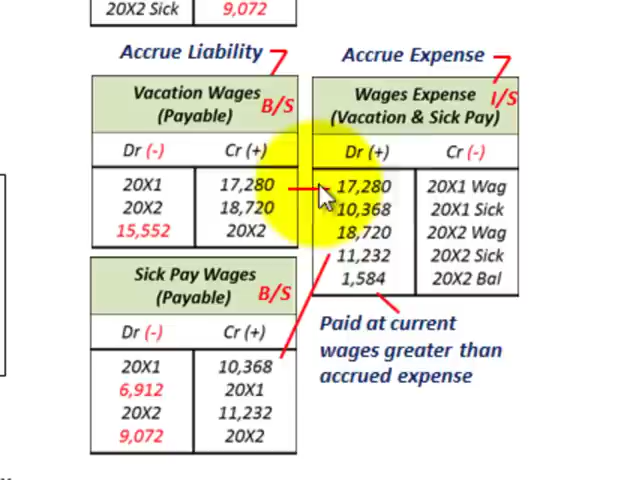 20X2 Sick 9,072
Accrue Liability
Vacation Wages
(Payable) B/S
Dr (-) Cr (+)
20X1 17,280
20X2 18,720
15,552 20X2
Sick Pay Wages
(Payable) B/S
Dr (-) Cr (+)
20X1 10,368
6,912 20X1
20X2 11,232
9,072 20X2
Accrue Expense
Wages Expense I/S
(Vacation & Sick Pay)
Dr (+) Cr (-)
17,280 20X1 Wag
10,368 20X1 Sick
18,720 20X2 Wag
11,232 20X2 Sick
1,584 20X2 Bal
Paid at current
wages greater than
accrued expense